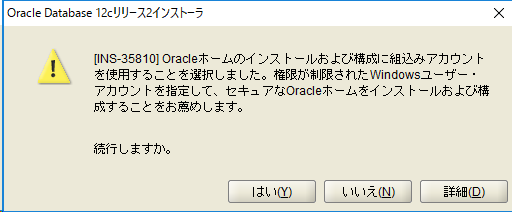 Oracle Database 12cリリース2インストーラ
[INS-35810] Oracleホームのインストールおよび構成に組込みアカウント
を使用することを選択しました。権限が制限されたWindowsユーザー・
アカウントを指定して、セキュアなOracleホームをインストールおよび構
成することをお薦めします。
続行しますか。
はい(Y) いいえ(N) 詳細(D)